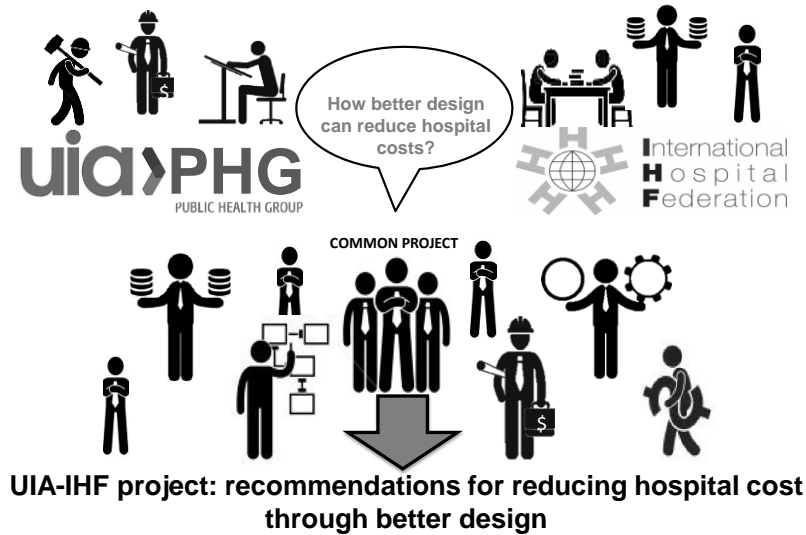 How better design
can reduce hospital
costs?
uia PHG
PUBLIC HEALTH GROUP
H H H H H
International
Hospital
Federation
COMMON PROJECT
$
$
UIA-IHF project: recommendations for reducing hospital cost
through better design